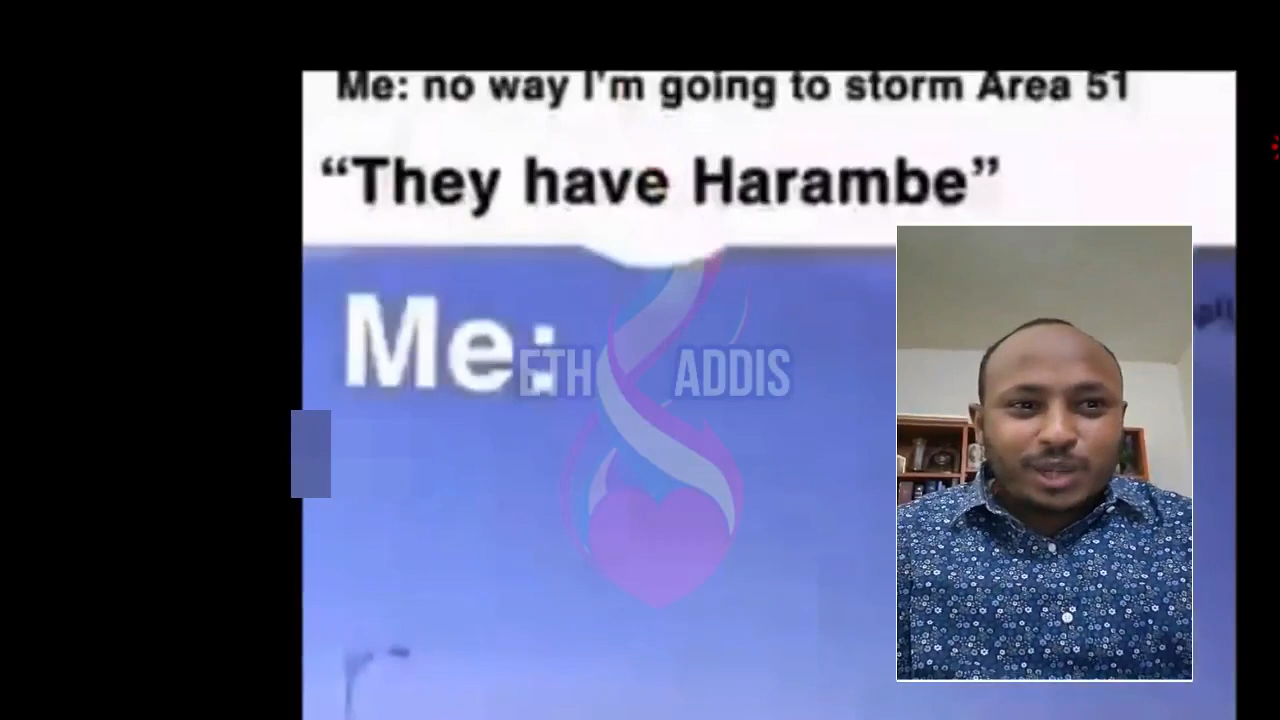 Me: no way I'm going to storm Area 51
“They have Harambe”
Me:
ETH ADDIS